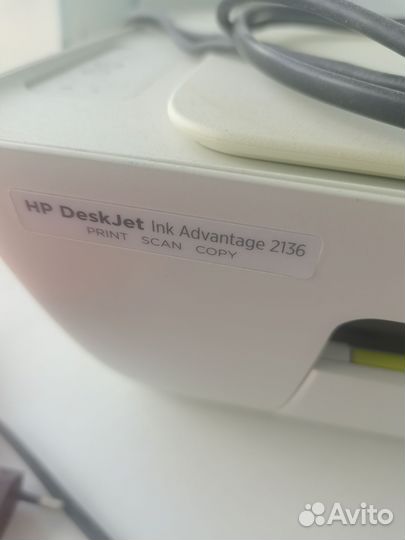 HP DeskJet Ink Advantage 2136
PRINT SCAN COPY
Avito